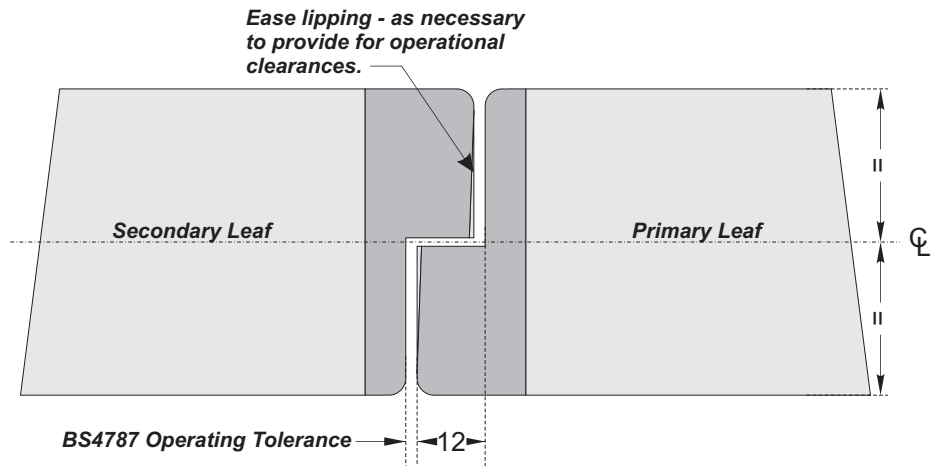 Ease lipping - as necessary
to provide for operational
clearances.
Secondary Leaf
Primary Leaf
℄
=
=
BS4787 Operating Tolerance
12